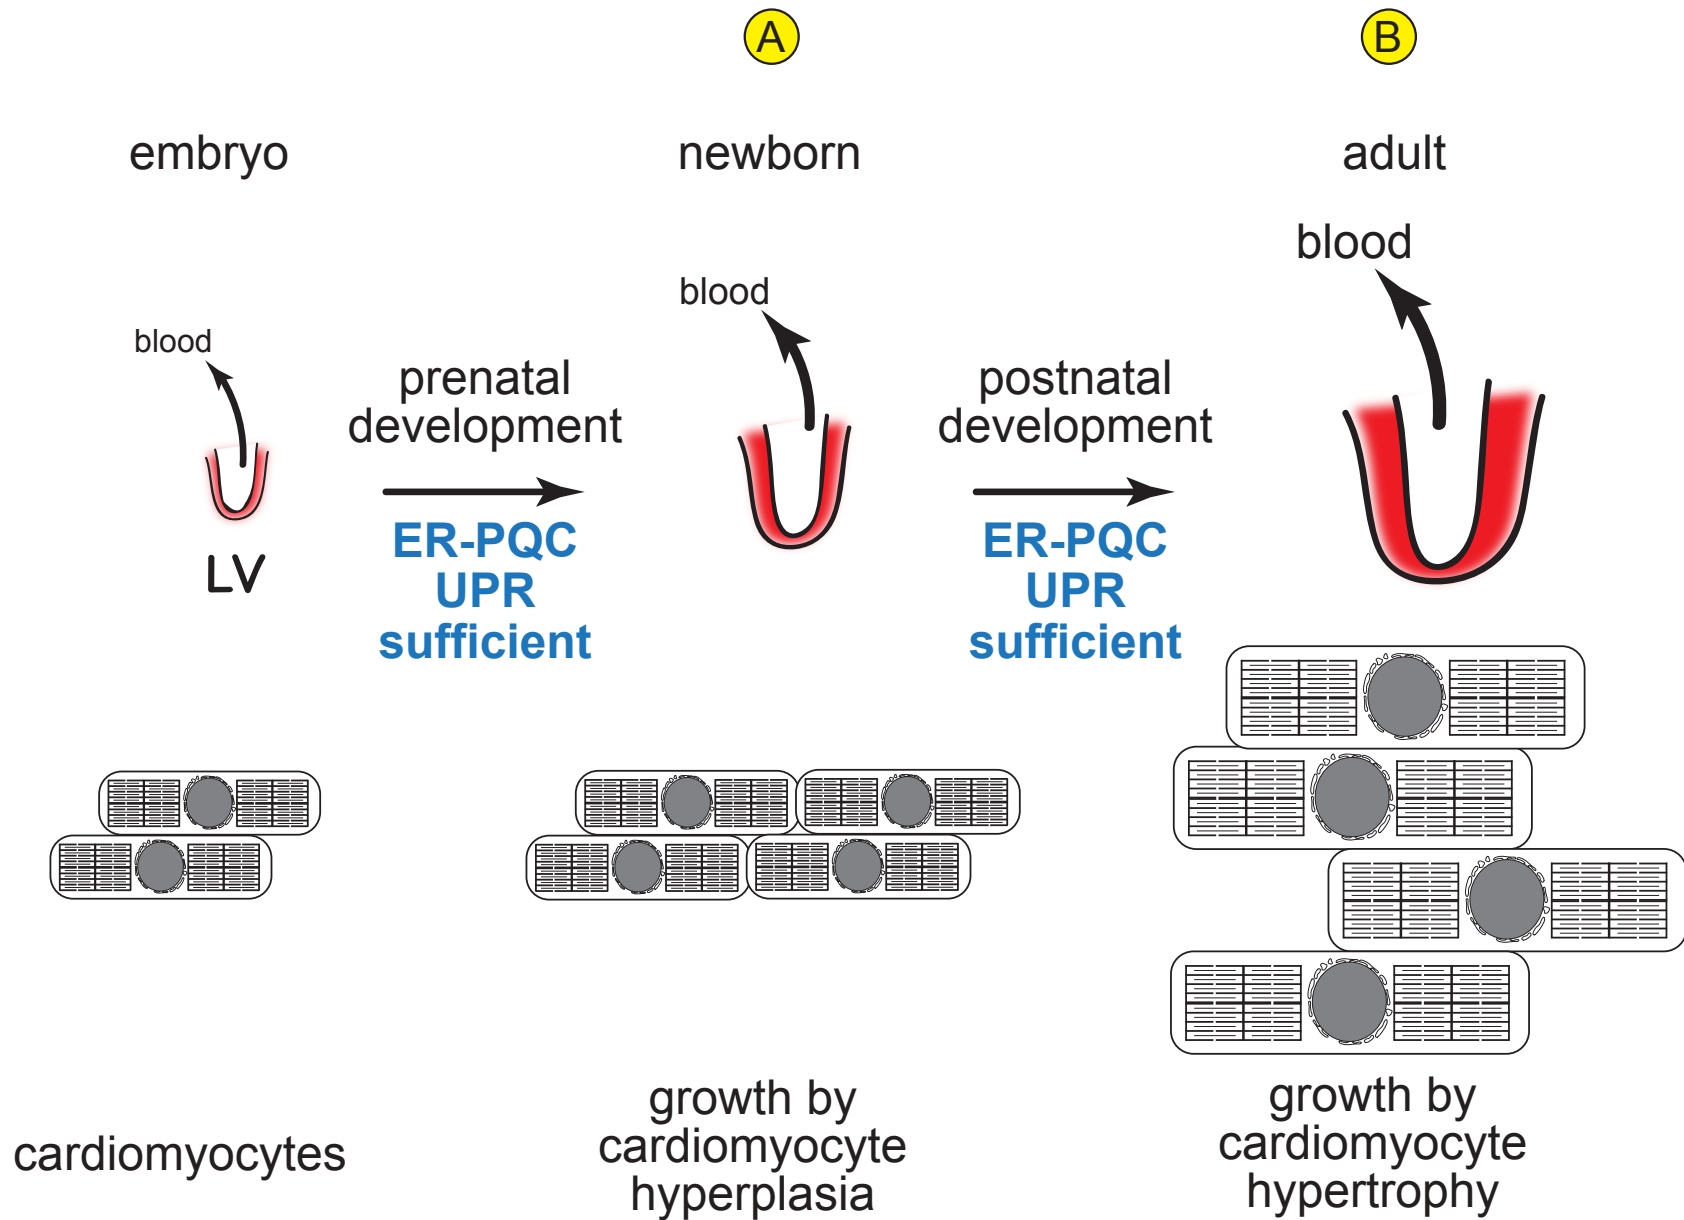 A
B
embryo
newborn
adult
blood
blood
blood
prenatal
development
postnatal
development
ER-PQC
UPR
sufficient
ER-PQC
UPR
sufficient
LV
cardiomyocytes
growth by
cardiomyocyte
hyperplasia
growth by
cardiomyocyte
hypertrophy